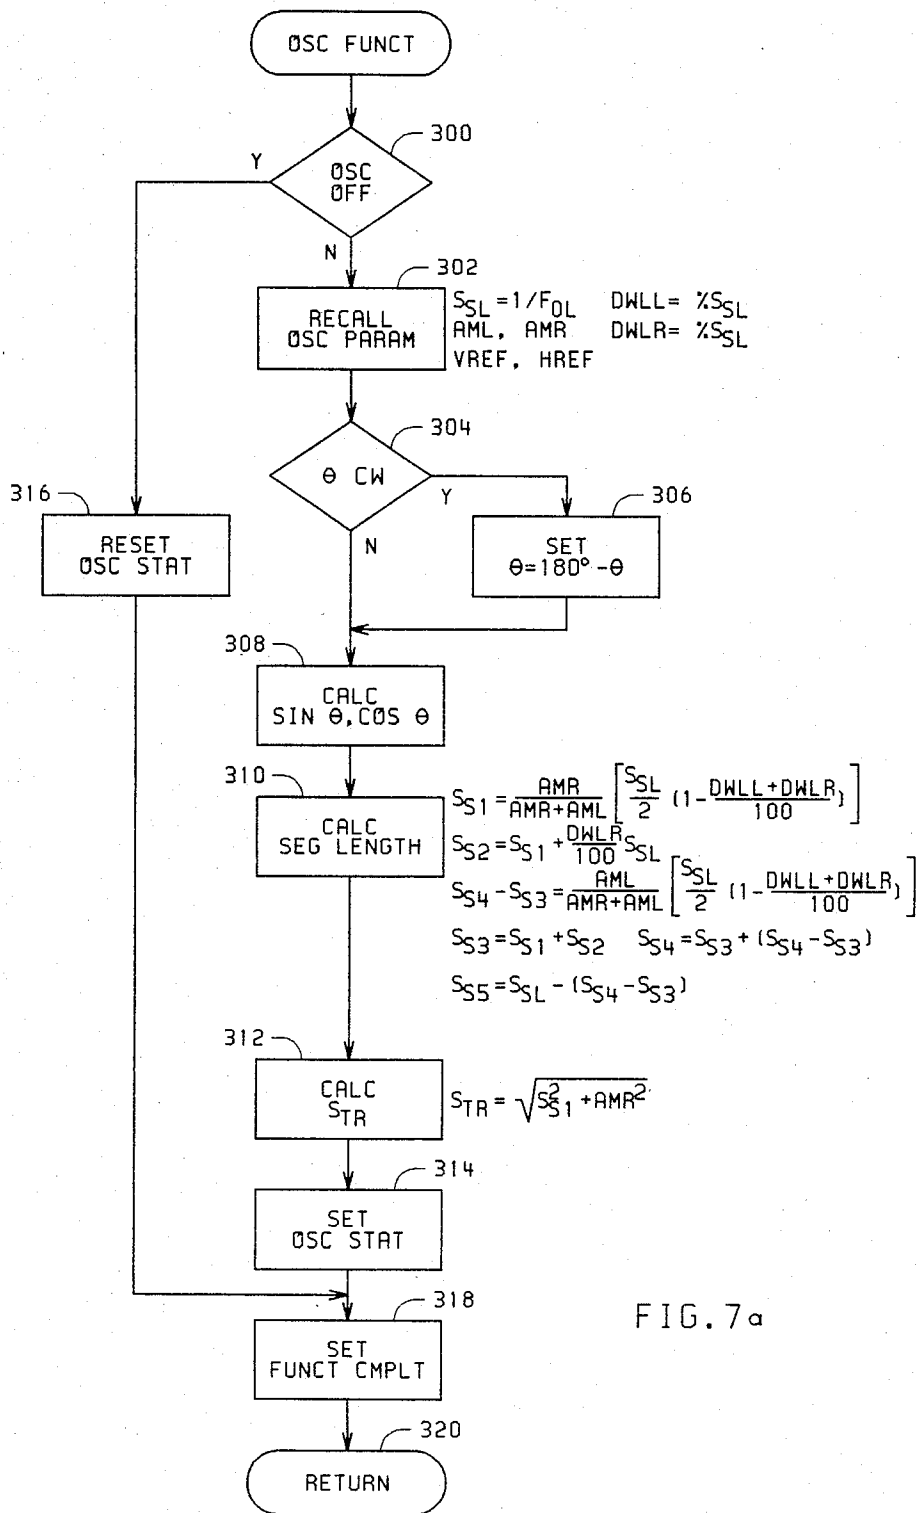 OSC FUNCT
300
Y
OSC
OFF
N
302
RECALL
OSC PARAM
S_SL = 1/F_OL DWLL = %S_SL
AML, AMR DWLR = %S_SL
VREF, HREF
304
θ CW
Y
N
306
SET
θ=180°-θ
316
RESET
OSC STAT
308
CALC
SIN θ, COS θ
310
CALC
SEG LENGTH
S_S1 = AMR/(AMR+AML) [S_SL/2 (1-(DWLL+DWLR)/100)]
S_S2 = S_S1 + DWLR/100 S_SL
S_S4 - S_S3 = AML/(AMR+AML) [S_SL/2 (1-(DWLL+DWLR)/100)]
S_S3 = S_S1 + S_S2 S_S4 = S_S3 + (S_S4 - S_S3)
S_S5 = S_SL - (S_S4 - S_S3)
312
CALC
S_TR
S_TR = √(S_S1² + AMR²)
314
SET
OSC STAT
318
SET
FUNCT CMPLT
320
RETURN
FIG. 7a